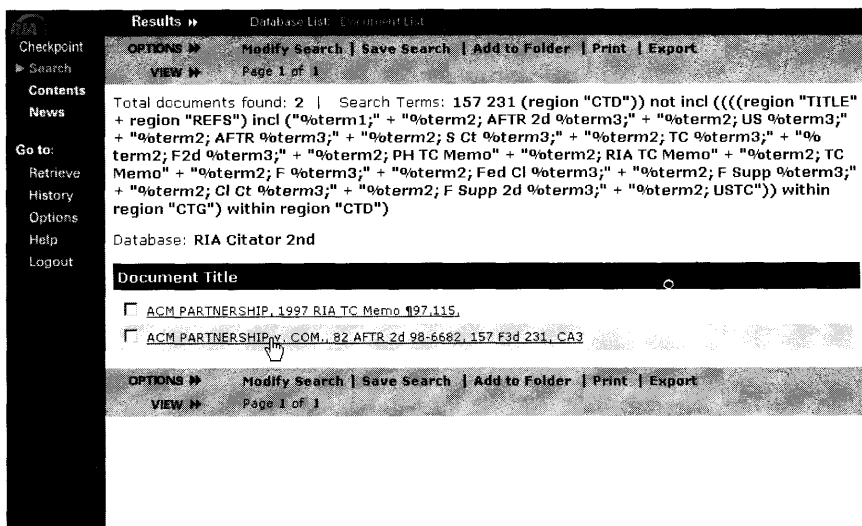 RIA
Checkpoint
Search
Contents
News
Go to:
Retrieve
History
Options
Help
Logout
Results
Database List: Document List
OPTIONS Modify Search | Save Search | Add to Folder | Print | Export
VIEW Page 1 of 1
Total documents found: 2 | Search Terms: 157 231 (region "CTD")) not incl ((((region "TITLE"
+ region "REFS") incl ("%term1;" + "%term2; AFTR 2d %term3;" + "%term2; US %term3;"
+ "%term2; AFTR %term3;" + "%term2; S Ct %term3;" + "%term2; TC %term3;" + "%
term2; F2d %term3;" + "%term2; PH TC Memo" + "%term2; RIA TC Memo" + "%term2; TC
Memo" + "%term2; F %term3;" + "%term2; Fed Cl %term3;" + "%term2; F Supp %term3;"
+ "%term2; Cl Ct %term3;" + "%term2; F Supp 2d %term3;" + "%term2; USTC")) within
region "CTG") within region "CTD")
Database: RIA Citator 2nd
Document Title
ACM PARTNERSHIP, 1997 RIA TC Memo ¶97,115,
ACM PARTNERSHIP v. COM., 82 AFTR 2d 98-6682, 157 F3d 231, CA3
OPTIONS Modify Search | Save Search | Add to Folder | Print | Export
VIEW Page 1 of 1